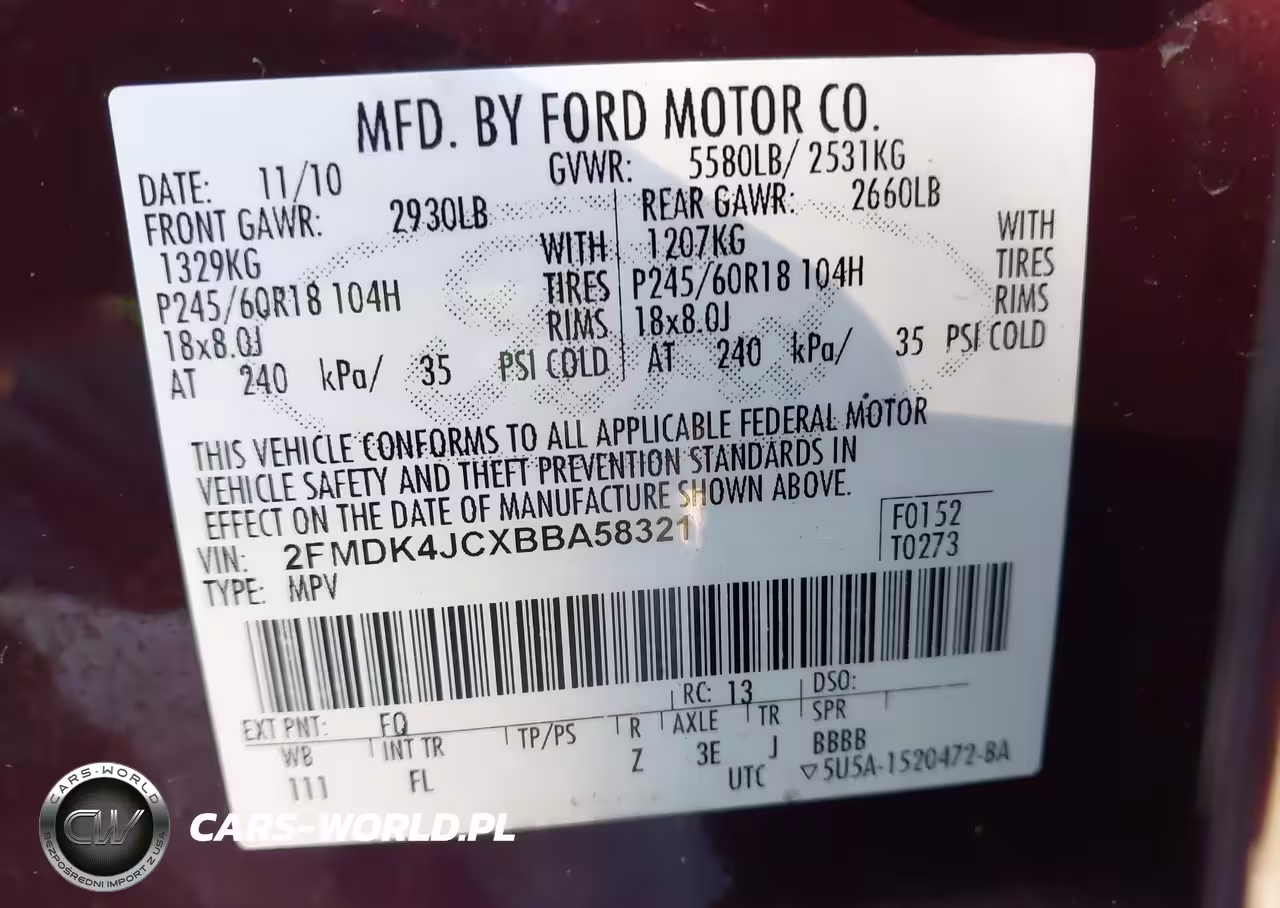 MFD. BY FORD MOTOR CO.
DATE: 11/10 GVWR: 5580LB/ 2531KG
FRONT GAWR: 2930LB REAR GAWR: 2660LB
1329KG WITH 1207KG WITH
P245/60R18 104H TIRES P245/60R18 104H TIRES
18x8.0J RIMS 18x8.0J RIMS
AT 240 kPa/ 35 PSI COLD AT 240 kPa/ 35 PSI COLD
THIS VEHICLE CONFORMS TO ALL APPLICABLE FEDERAL MOTOR
VEHICLE SAFETY AND THEFT PREVENTION STANDARDS IN
EFFECT ON THE DATE OF MANUFACTURE SHOWN ABOVE.
VIN: 2FMDK4JCXBBA58321 F0152
TYPE: MPV T0273
EXT PNT: FQ RC: 13 DSO:
WB INT TR TP/PS R AXLE TR SPR
111 FL Z 3E J BBBB
UTC ▽5U5A-1520472-BA
CARS-WORLD
CW
BEZPOŚREDNI IMPORT Z USA
CARS-WORLD.PL